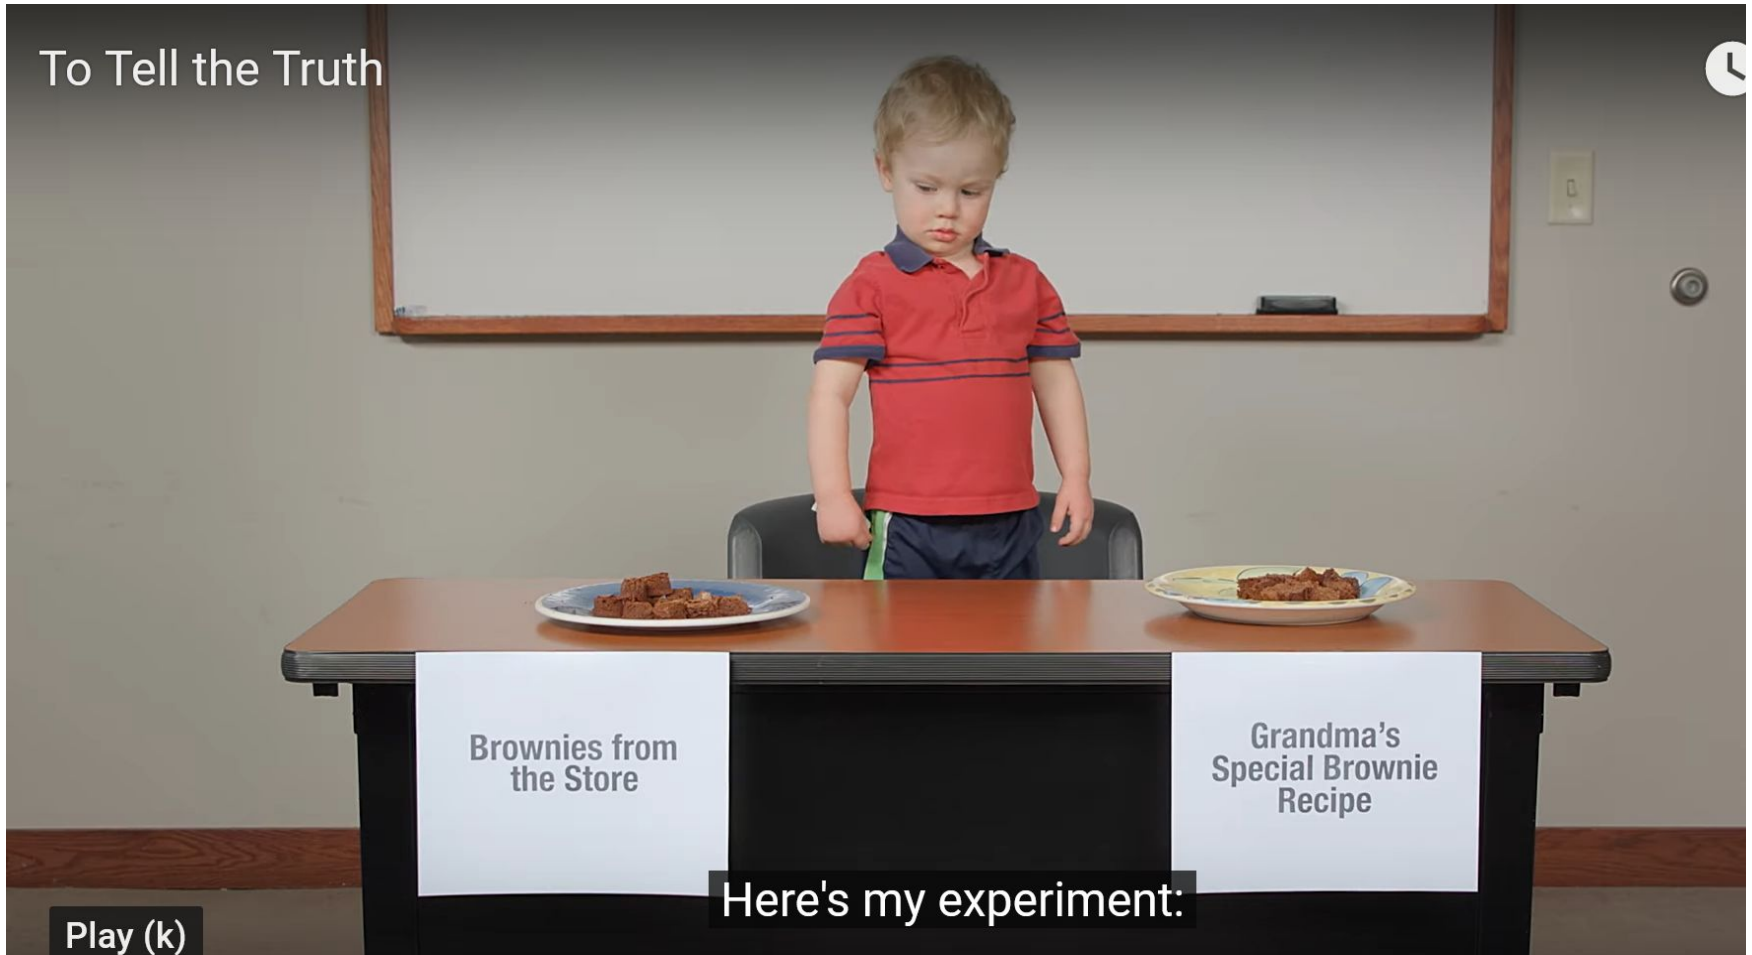 To Tell the Truth
Brownies from
the Store
Grandma's
Special Brownie
Recipe
Here's my experiment:
Play (k)